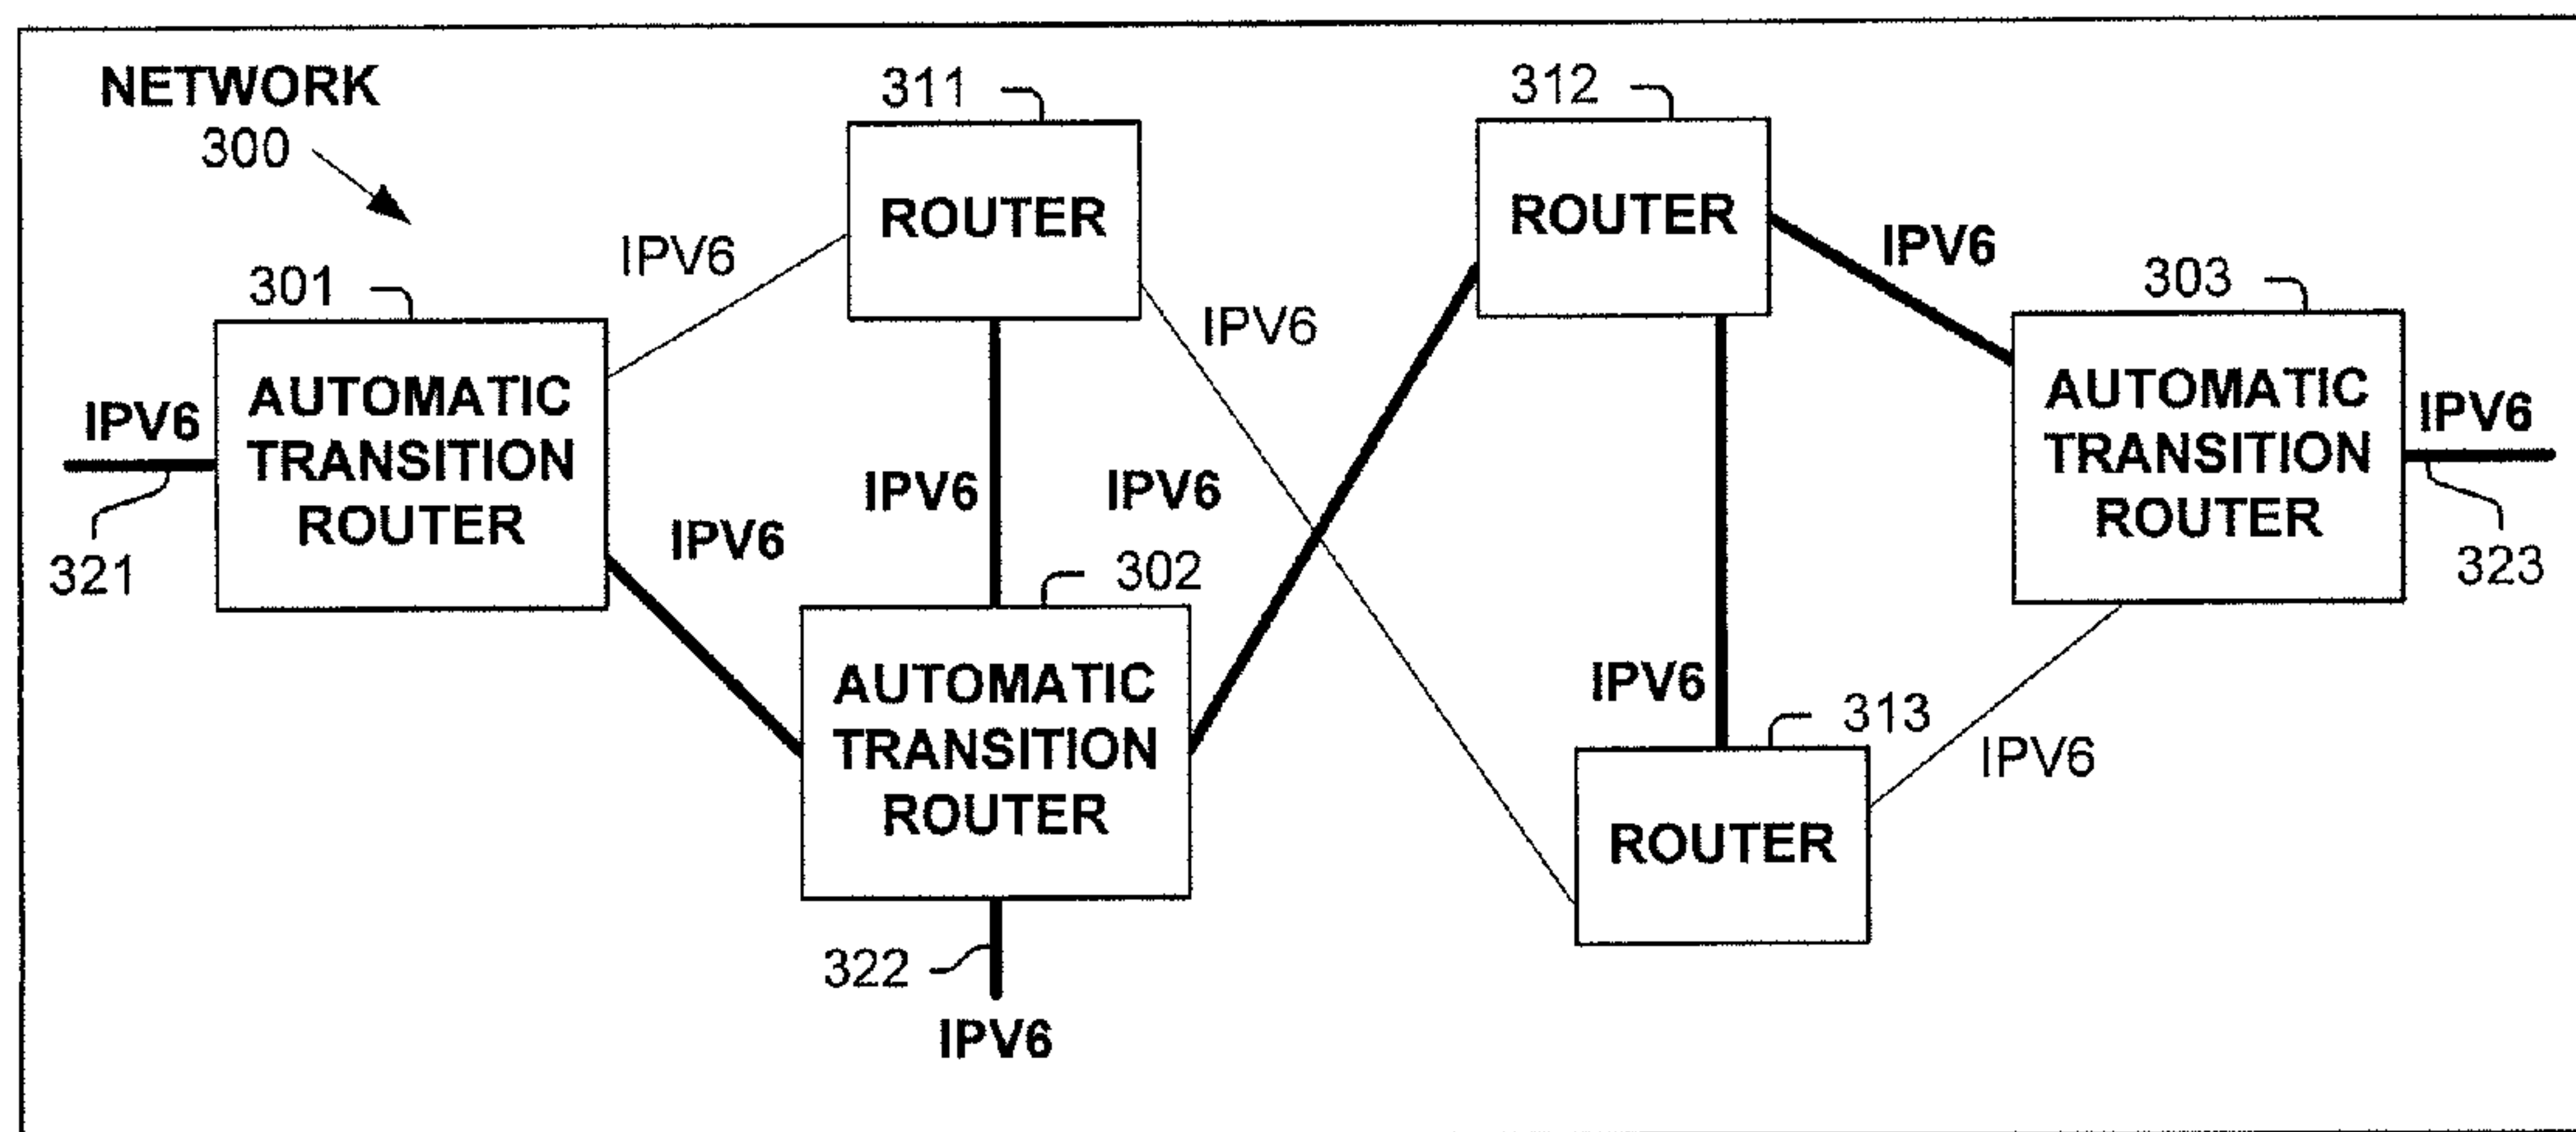 NETWORK
300
311
312
ROUTER
ROUTER
IPV6
IPV6
301
303
IPV6
AUTOMATIC
TRANSITION
ROUTER
AUTOMATIC
TRANSITION
ROUTER
IPV6
IPV6
IPV6
IPV6
IPV6
321
323
302
IPV6
313
AUTOMATIC
TRANSITION
ROUTER
IPV6
ROUTER
322
IPV6